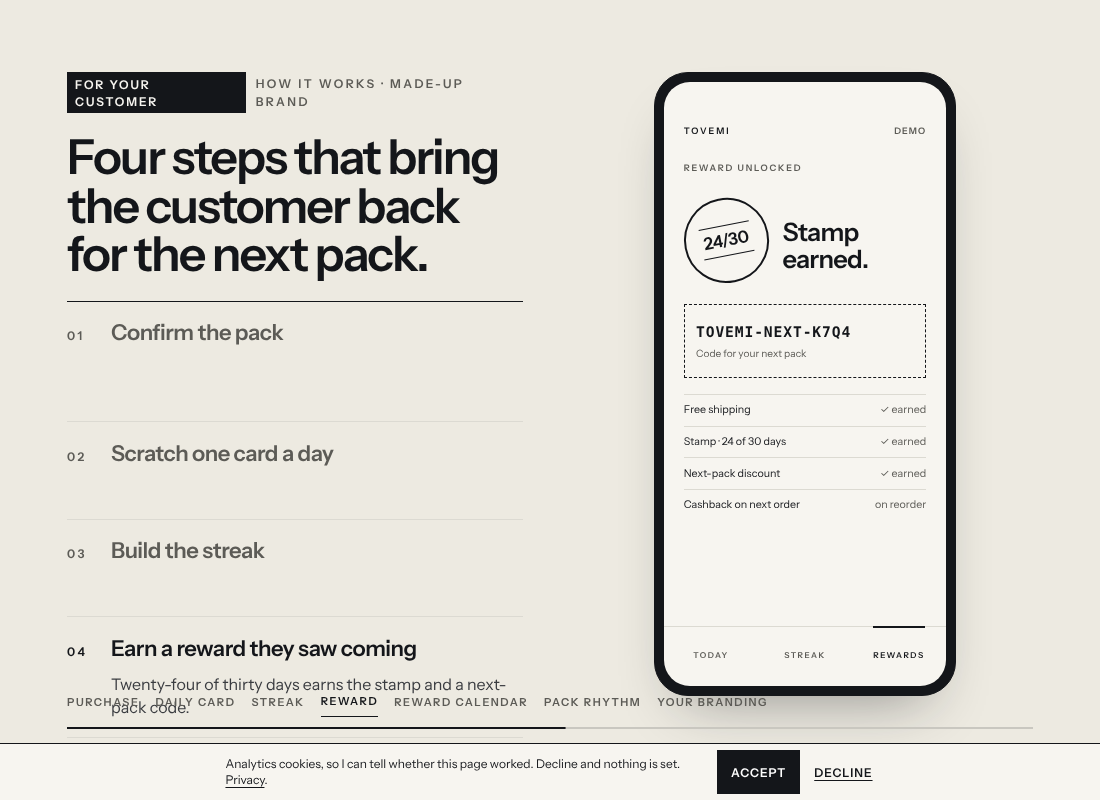 FOR YOUR
CUSTOMER
HOW IT WORKS · MADE-UP
BRAND
Four steps that bring
the customer back
for the next pack.
01 Confirm the pack
02 Scratch one card a day
03 Build the streak
04 Earn a reward they saw coming
Twenty-four of thirty days earns the stamp and a next-
pack code.
PURCHASE DAILY CARD STREAK REWARD REWARD CALENDAR PACK RHYTHM YOUR BRANDING
TOVEMI DEMO
REWARD UNLOCKED
24/30
Stamp
earned.
TOVEMI-NEXT-K7Q4
Code for your next pack
Free shipping ✓ earned
Stamp · 24 of 30 days ✓ earned
Next-pack discount ✓ earned
Cashback on next order on reorder
TODAY STREAK REWARDS
Analytics cookies, so I can tell whether this page worked. Decline and nothing is set.
Privacy.
ACCEPT DECLINE